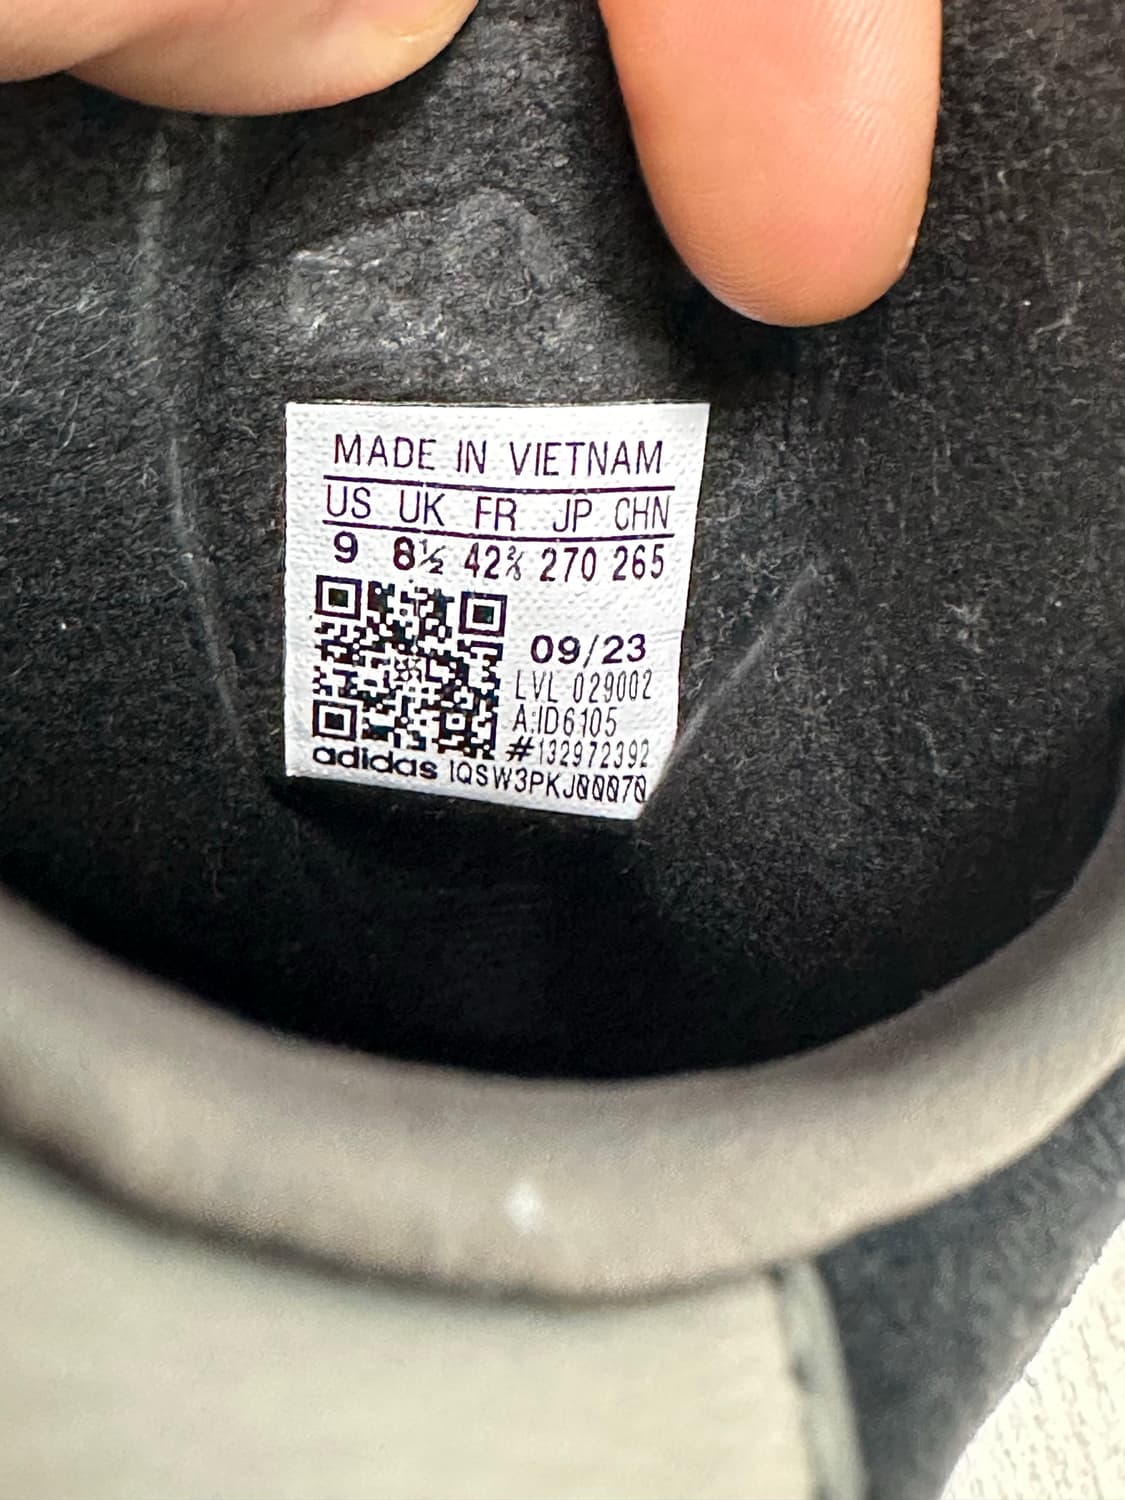 MADE IN VIETNAM
US UK FR JP CHN
9 8½ 42⅔ 270 265
09/23
LVL 029002
A:ID6105
#132972392
adidas 1QSW3PKJ00070